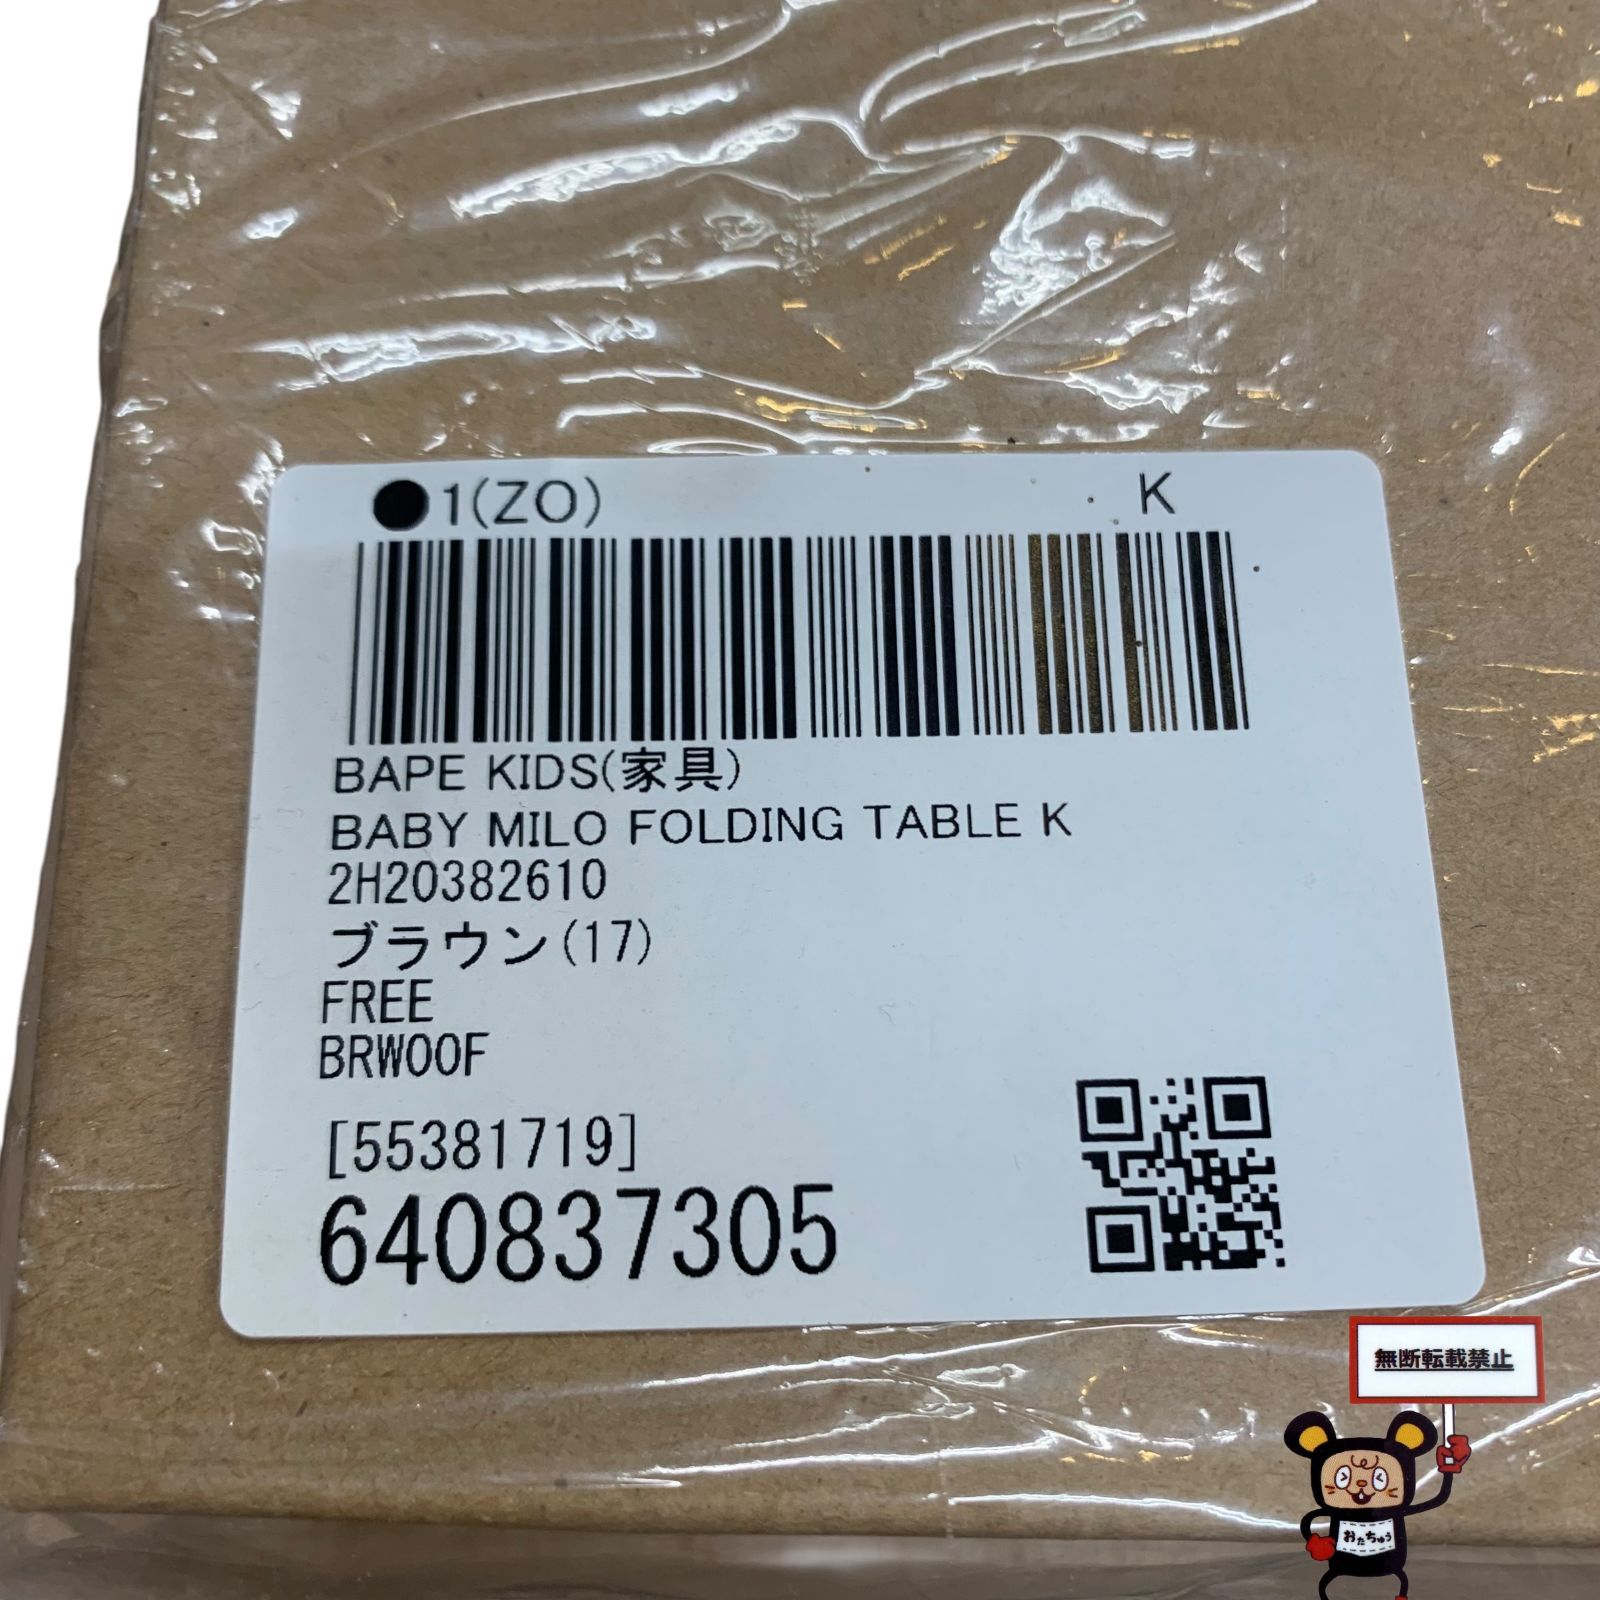 ●1(ZO) K
BAPE KIDS(家具)
BABY MILO FOLDING TABLE K
2H20382610
ブラウン(17)
FREE
BRW00F
[55381719]
640837305
無断転載禁止
おたちゅう